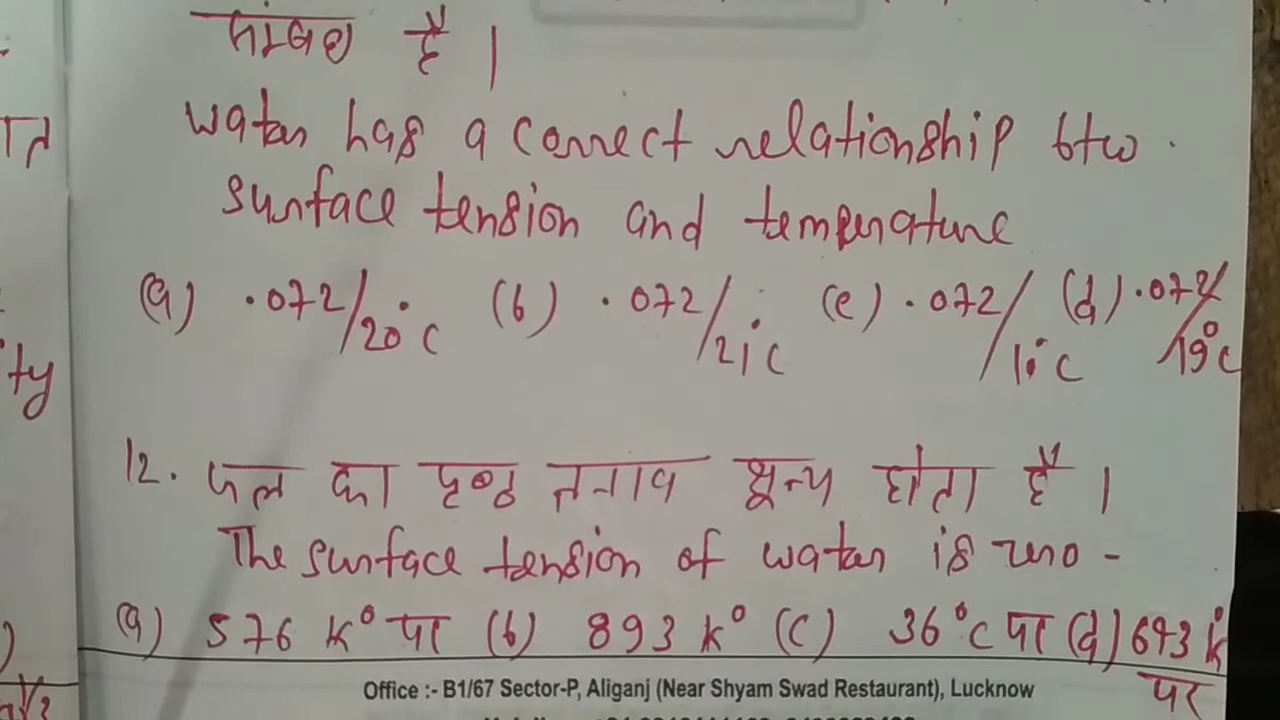 संबंध है ।
water has a correct relationship btw.
surface tension and temperature
(a) .072/20°C (b) .072/21°C (c) .072/10°C (d) .072/19°C
12. जल का पृष्ठ तनाव शून्य होता है ।
The surface tension of water is zero -
(a) 576 K° पर (b) 893 K° (c) 36°C पर (d) 643 K° पर
Office :- B1/67 Sector-P, Aliganj (Near Shyam Swad Restaurant), Lucknow